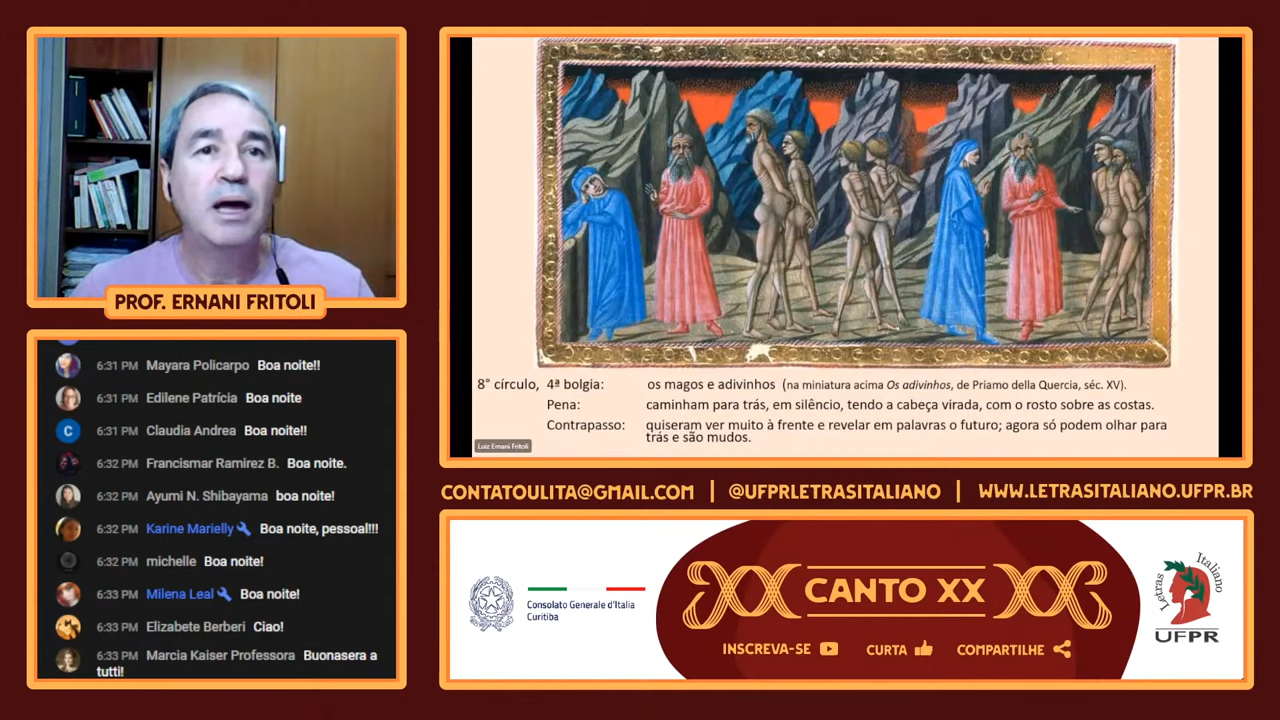 PROF. ERNANI FRITOLI
6:31 PM Mayara Policarpo Boa noite!!
6:31 PM Edilene Patrícia Boa noite
C 6:31 PM Claudia Andrea Boa noite!!
6:32 PM Francismar Ramirez B. Boa noite.
6:32 PM Ayumi N. Shibayama boa noite!
6:32 PM Karine Marielly Boa noite, pessoal!!!
6:32 PM michelle Boa noite!
6:33 PM Milena Leal Boa noite!
6:33 PM Elizabete Berberi Ciao!
6:33 PM Marcia Kaiser Professora Buonasera a
tutti!
8° círculo, 4ª bolgia: os magos e adivinhos (na miniatura acima Os adivinhos, de Priamo della Quercia, séc. XV).
Pena: caminham para trás, em silêncio, tendo a cabeça virada, com o rosto sobre as costas.
Contrapasso: quiseram ver muito à frente e revelar em palavras o futuro; agora só podem olhar para
trás e são mudos.
Luiz Ernani Fritoli
CONTATOULITA@GMAIL.COM | @UFPRLETRASITALIANO | WWW.LETRASITALIANO.UFPR.BR
Consolato Generale d'Italia
Curitiba
XX CANTO XX XX
INSCREVA-SE CURTA COMPARTILHE
Letras Italiano
UFPR